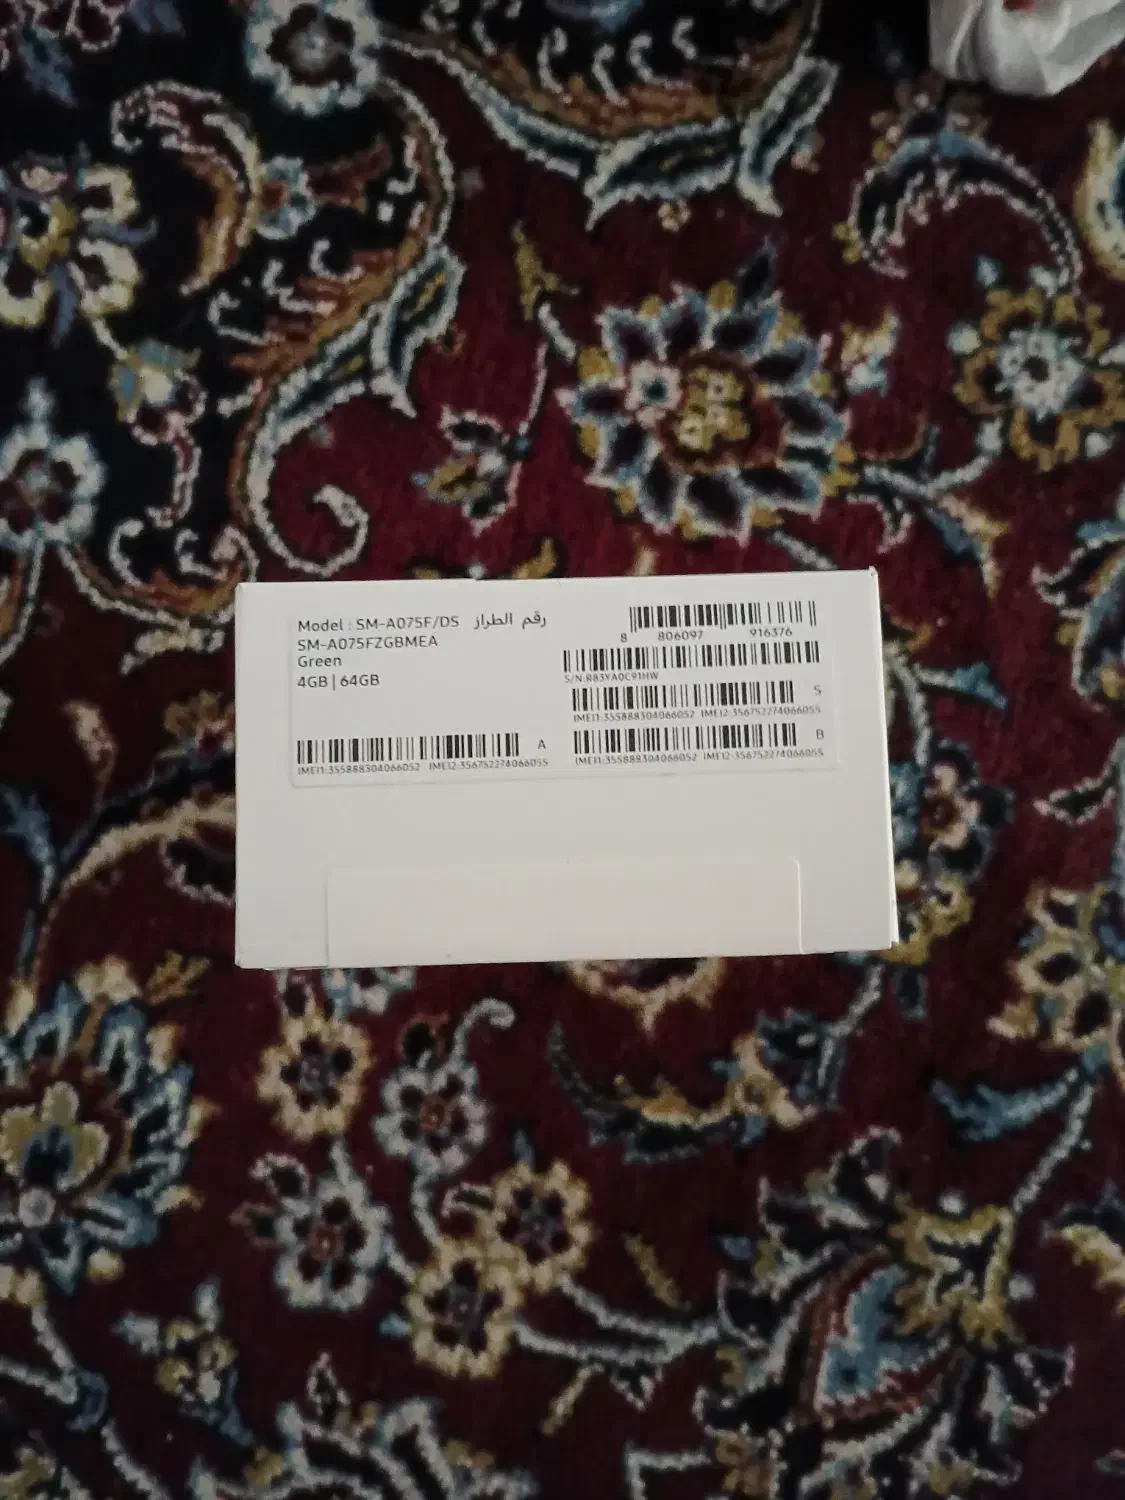 Model : SM-A075F/DS رقم الطراز
SM-A075FZGBMEA
Green
4GB | 64GB
8 806097 916376
S/N:R83YA0C91HW
S
IMEI1:355888304066052 IMEI2:356752274066055
B
IMEI1:355888304066052 IMEI2:356752274066055
A
IMEI1:355888304066052 IMEI2:356752274066055